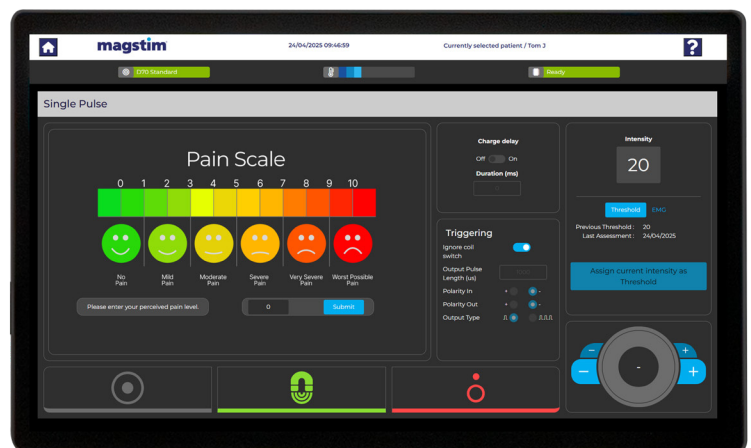 magstim
24/04/2025 09:46:59
Currently selected patient / Tom J
?
D70 Standard
Ready
Single Pulse
Pain Scale
0 1 2 3 4 5 6 7 8 9 10
No Pain
Mild Pain
Moderate Pain
Severe Pain
Very Severe Pain
Worst Possible Pain
Please enter your perceived pain level.
0
Submit
Charge delay
Off On
Duration (ms)
Triggering
Ignore coil
switch
Output Pulse
Length (us)
Polarity In + -
Polarity Out + -
Output Type
Intensity
20
Threshold EMG
Previous Threshold : 20
Last Assessment : 24/04/2025
Assign current intensity as
Threshold
- +
- - +